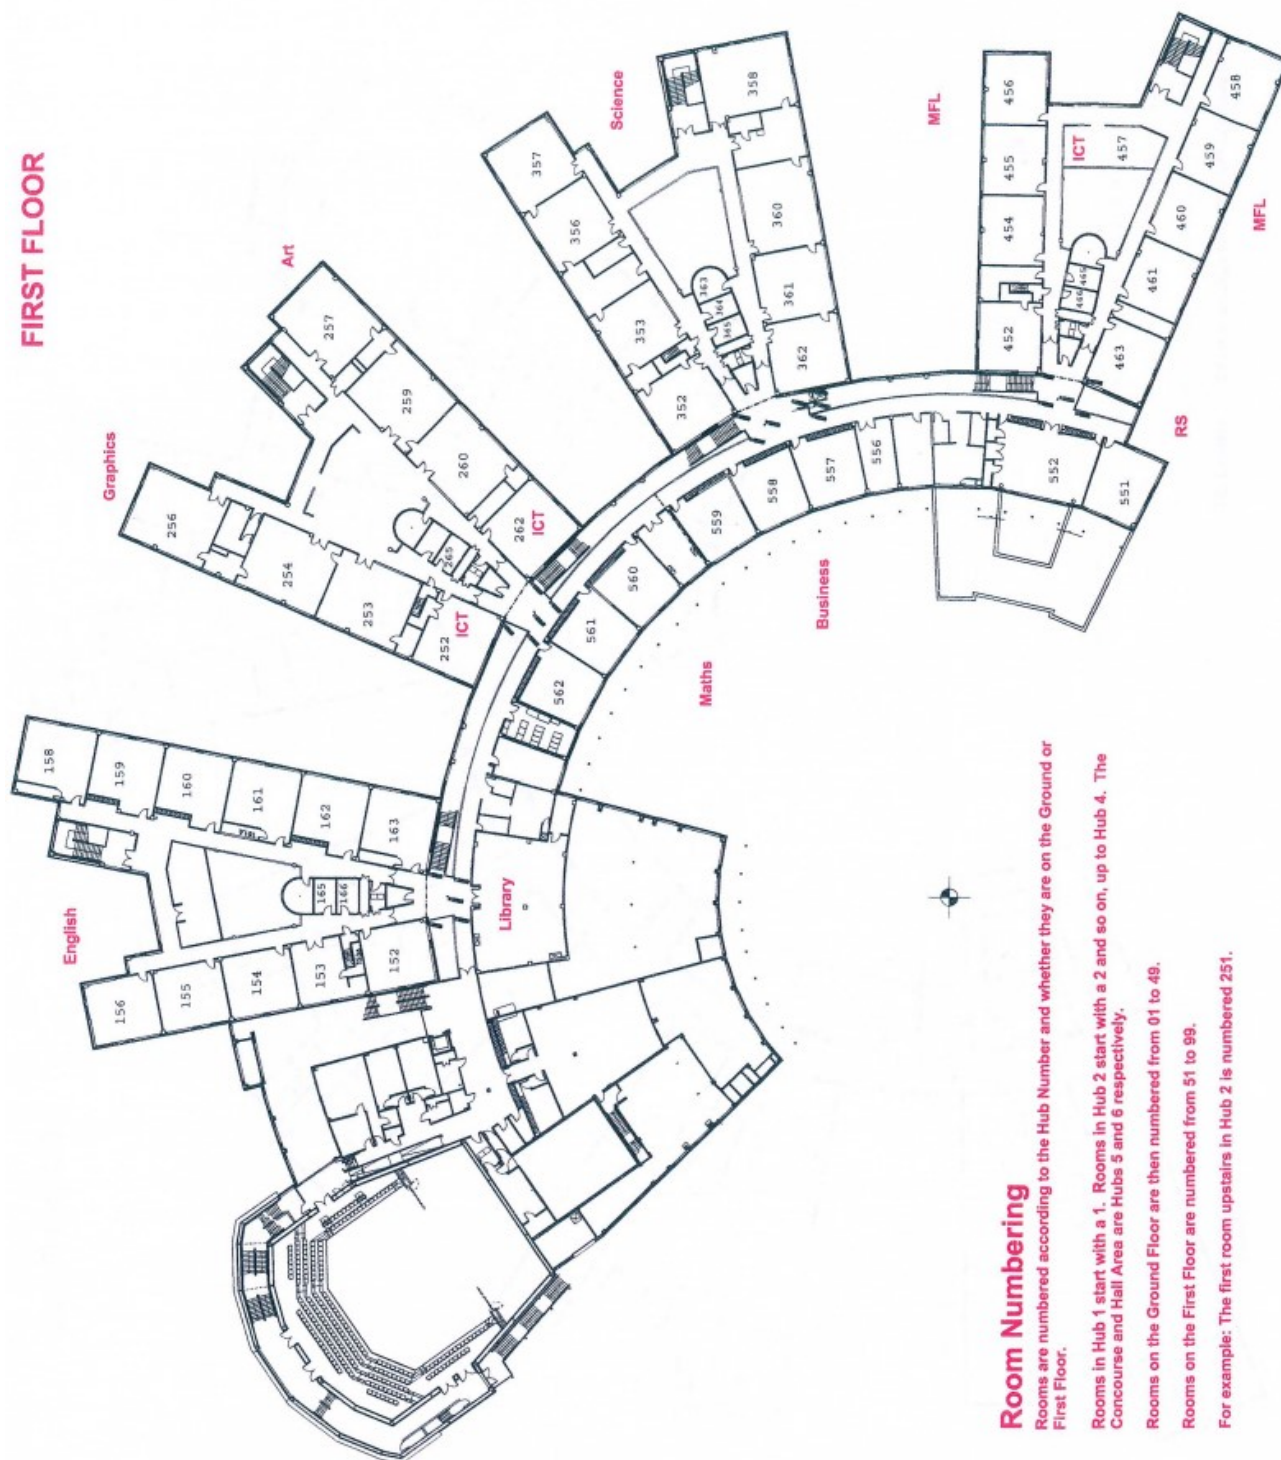 FIRST FLOOR
English
Graphics
Art
Science
MFL
MFL
RS
ICT
ICT
ICT
Library
Maths
Business
156
155
154
153
152
158
159
160
161
162
163
165
166
256
254
253
252
257
259
260
262
265
357
356
353
352
358
360
361
362
363
364
365
456
455
454
452
457
458
459
460
461
463
465
466
551
552
556
557
558
559
560
561
562
Room Numbering
Rooms are numbered according to the Hub Number and whether they are on the Ground or
First Floor.
Rooms in Hub 1 start with a 1. Rooms in Hub 2 start with a 2 and so on, up to Hub 4. The
Concourse and Hall Area are Hubs 5 and 6 respectively.
Rooms on the Ground Floor are then numbered from 01 to 49.
Rooms on the First Floor are numbered from 51 to 99.
For example: The first room upstairs in Hub 2 is numbered 251.